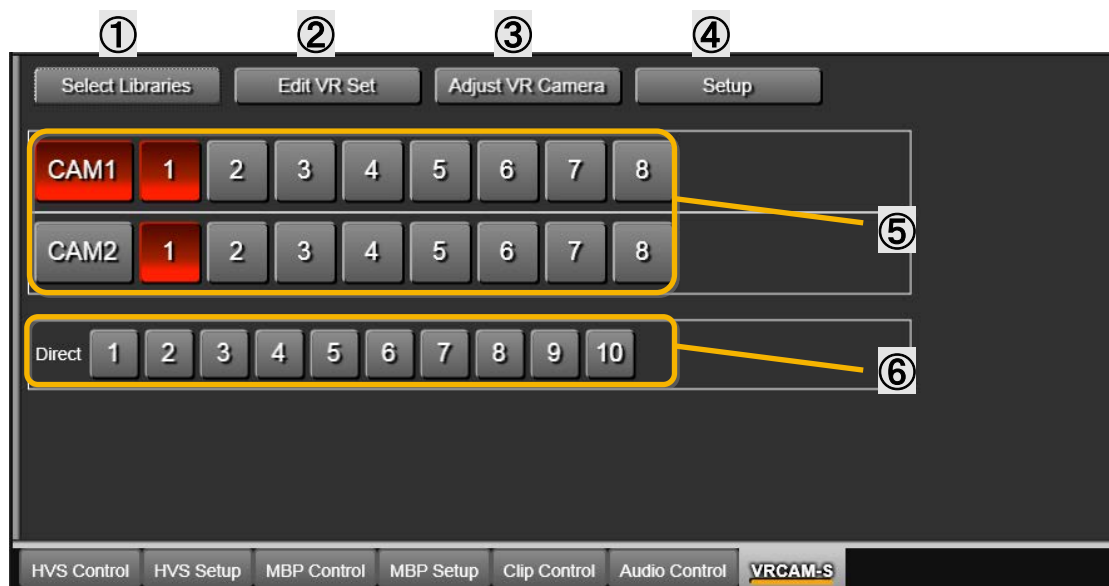 ① ② ③ ④
Select Libraries Edit VR Set Adjust VR Camera Setup
CAM1 1 2 3 4 5 6 7 8
⑤
CAM2 1 2 3 4 5 6 7 8
Direct 1 2 3 4 5 6 7 8 9 10
⑥
HVS Control HVS Setup MBP Control MBP Setup Clip Control Audio Control VRCAM-S